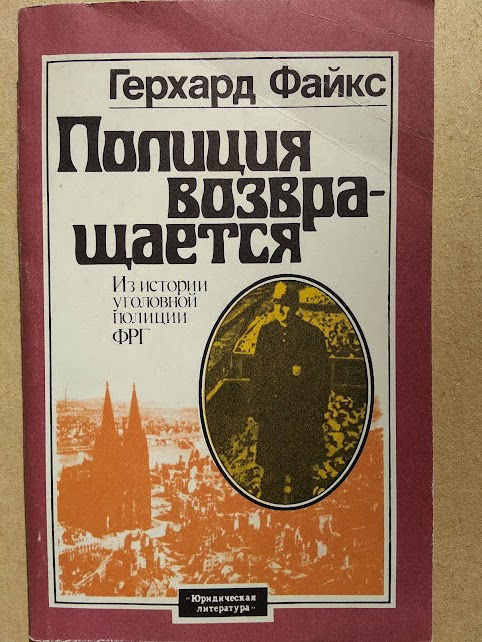 Герхард Файкс
Полиция
возвра-
щается
Из истории
уголовной
полиции
ФРГ
"Юридическая
литература"